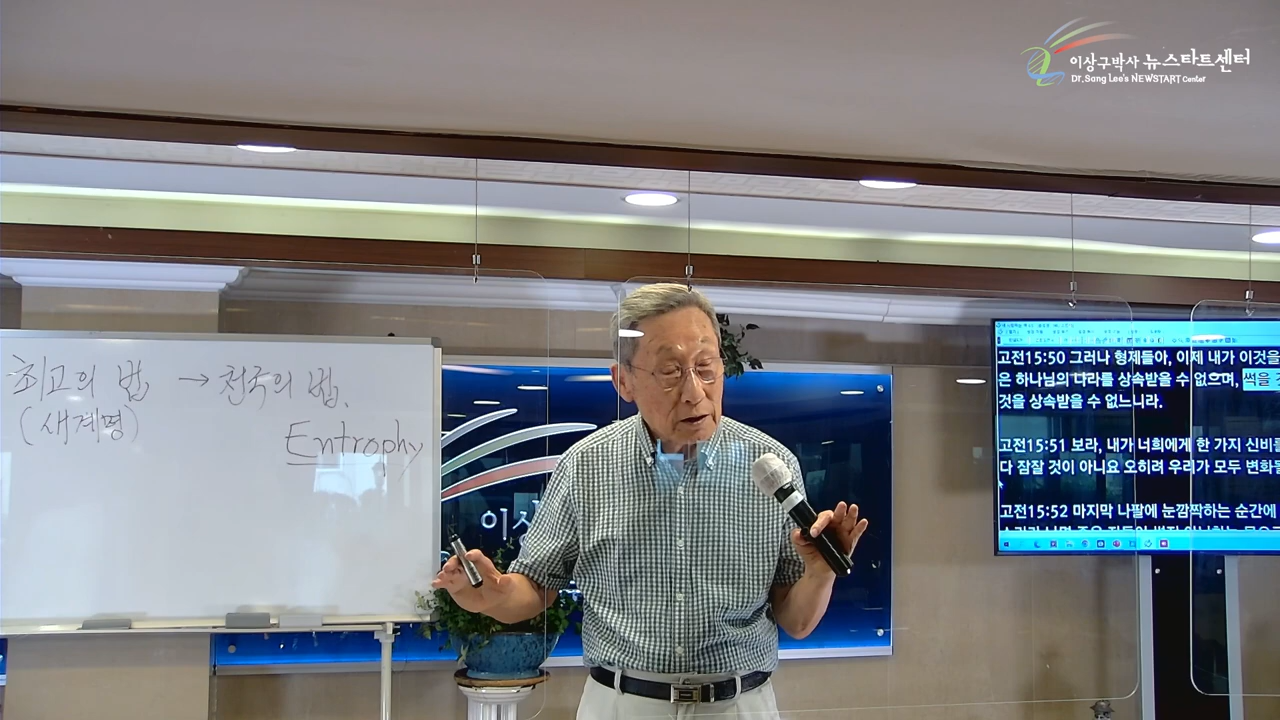 이상구박사 뉴스타트센터
Dr. Sang Lee's NEWSTART Center
최고의 법 → 천국의 법.
(새계명)
Entrophy
이상
고전15:50 그러나 형제들아, 이제 내가 이것을
은 하나님의 나라를 상속받을 수 없으며, 썩을
것을 상속받을 수 없느니라.
고전15:51 보라, 내가 너희에게 한 가지 신비를
다 잠잘 것이 아니요 오히려 우리가 모두 변화
고전15:52 마지막 나팔에 눈깜짝하는 순간에